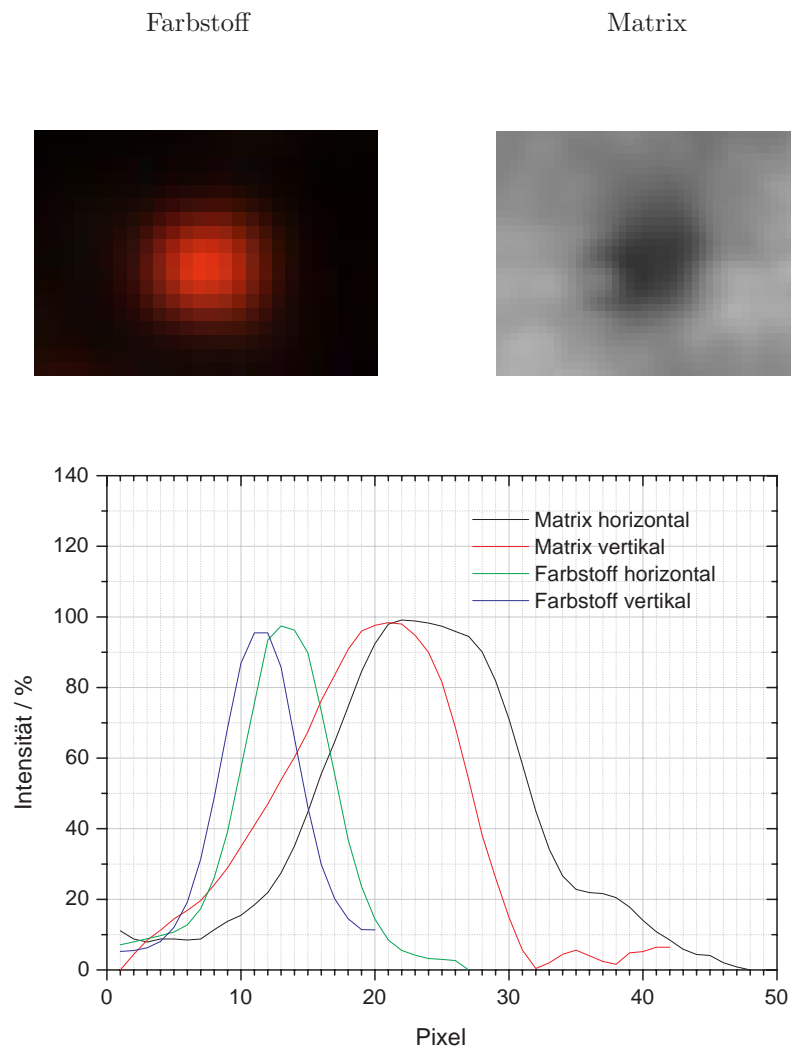 Farbstoff Matrix
140
120
100
80
60
40
20
0
Intensität / %
Matrix horizontal
Matrix vertikal
Farbstoff horizontal
Farbstoff vertikal
0 10 20 30 40 50
Pixel